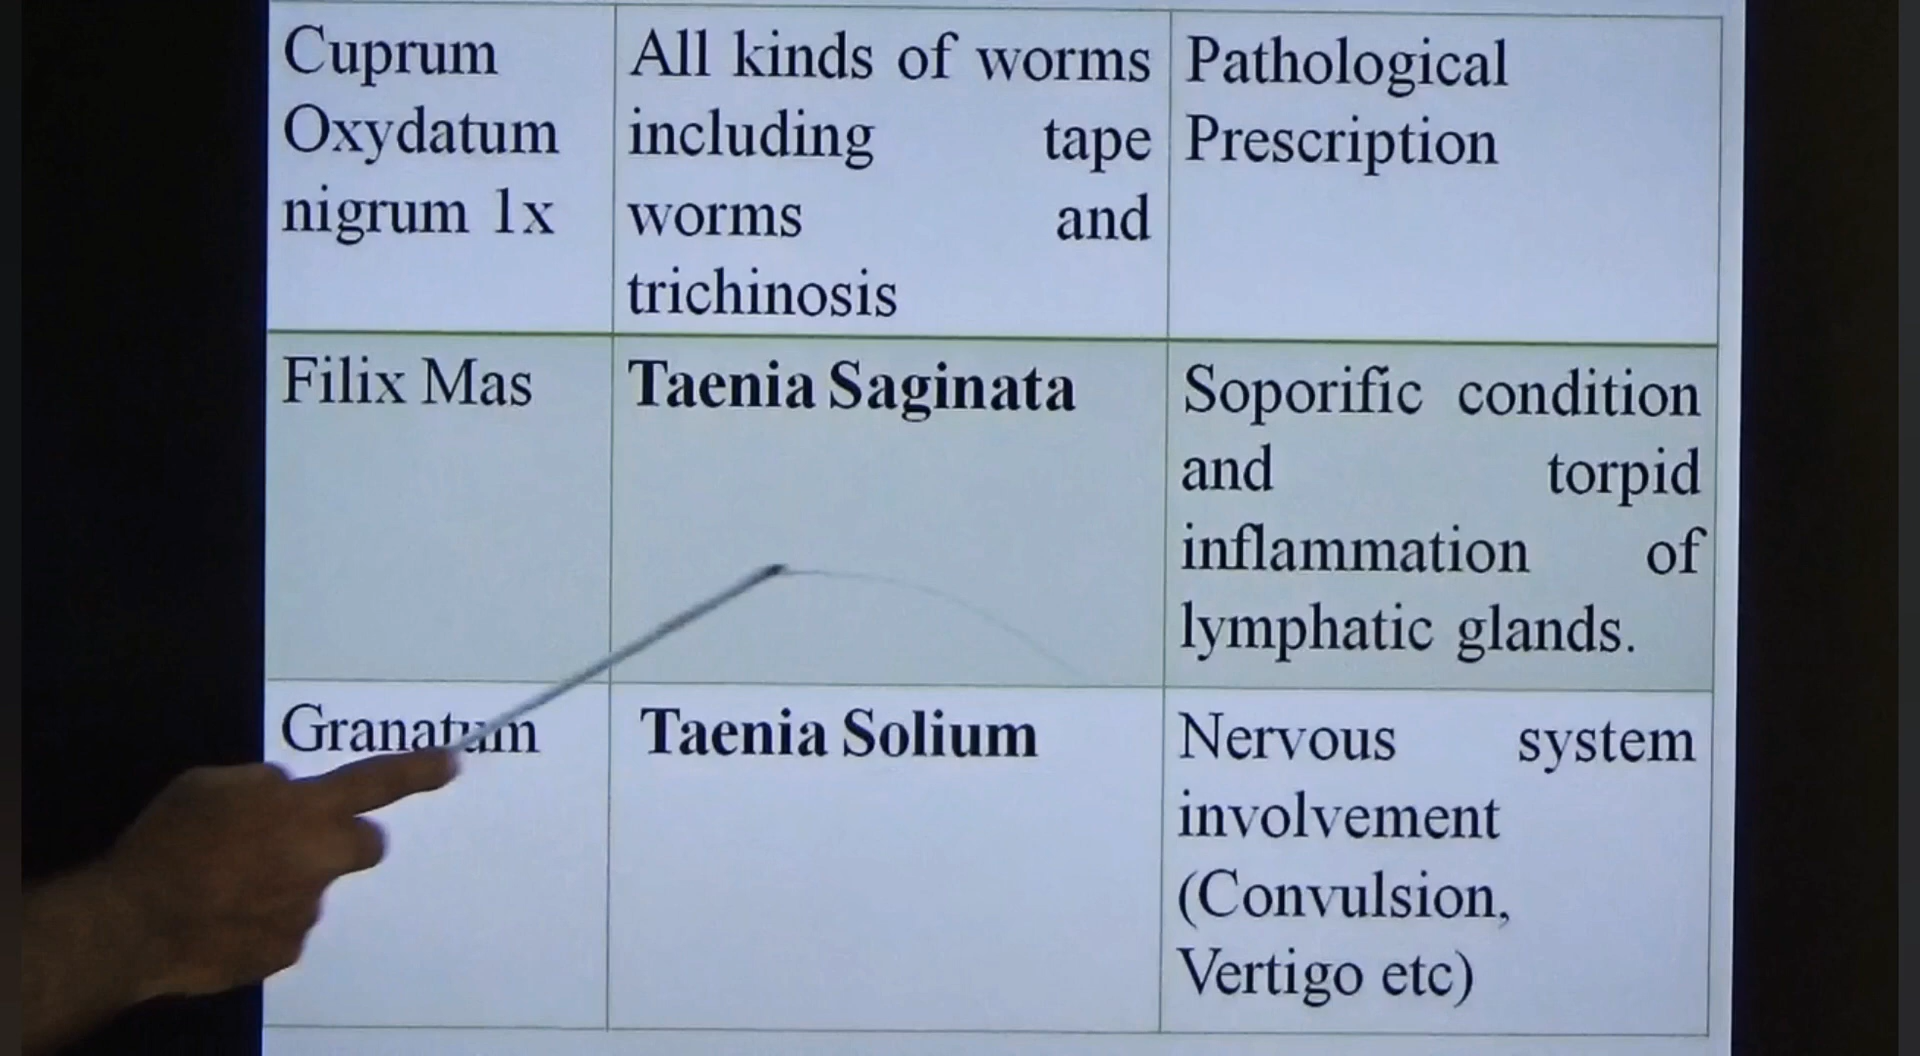 Cuprum
Oxydatum
nigrum 1x
All kinds of worms
including tape
worms and
trichinosis
Pathological
Prescription
Filix Mas
Taenia Saginata
Soporific condition
and torpid
inflammation of
lymphatic glands.
Granatum
Taenia Solium
Nervous system
involvement
(Convulsion,
Vertigo etc)